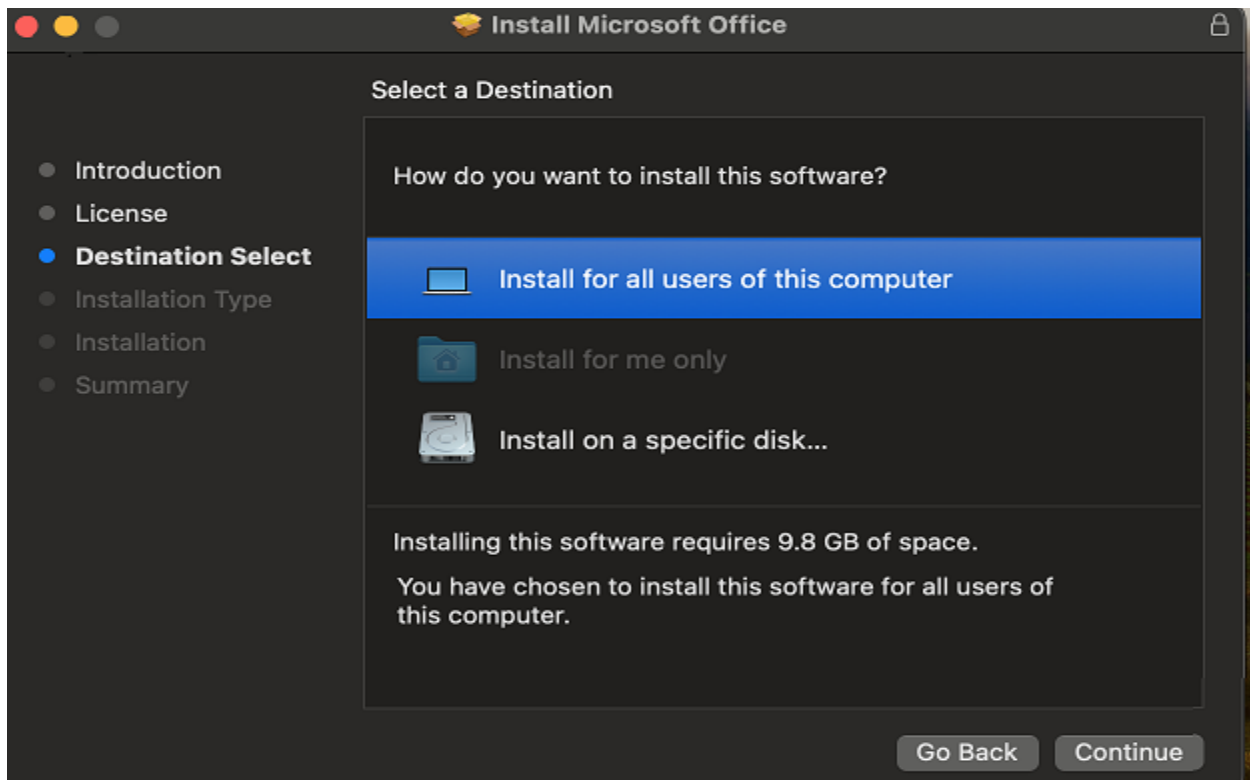 Install Microsoft Office
Select a Destination
Introduction
License
Destination Select
Installation Type
Installation
Summary
How do you want to install this software?
Install for all users of this computer
Install for me only
Install on a specific disk...
Installing this software requires 9.8 GB of space.
You have chosen to install this software for all users of
this computer.
Go Back
Continue